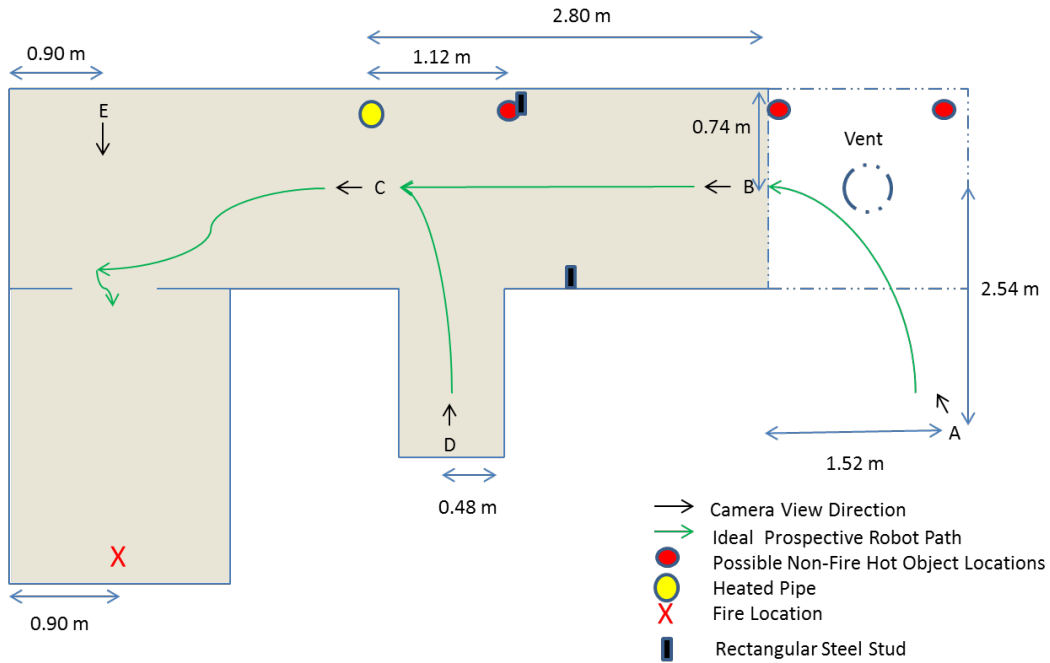 2.80 m
0.90 m
1.12 m
E
0.74 m
Vent
C
B
2.54 m
D
A
1.52 m
0.48 m
X
0.90 m
Camera View Direction
Ideal Prospective Robot Path
Possible Non-Fire Hot Object Locations
Heated Pipe
X Fire Location
Rectangular Steel Stud